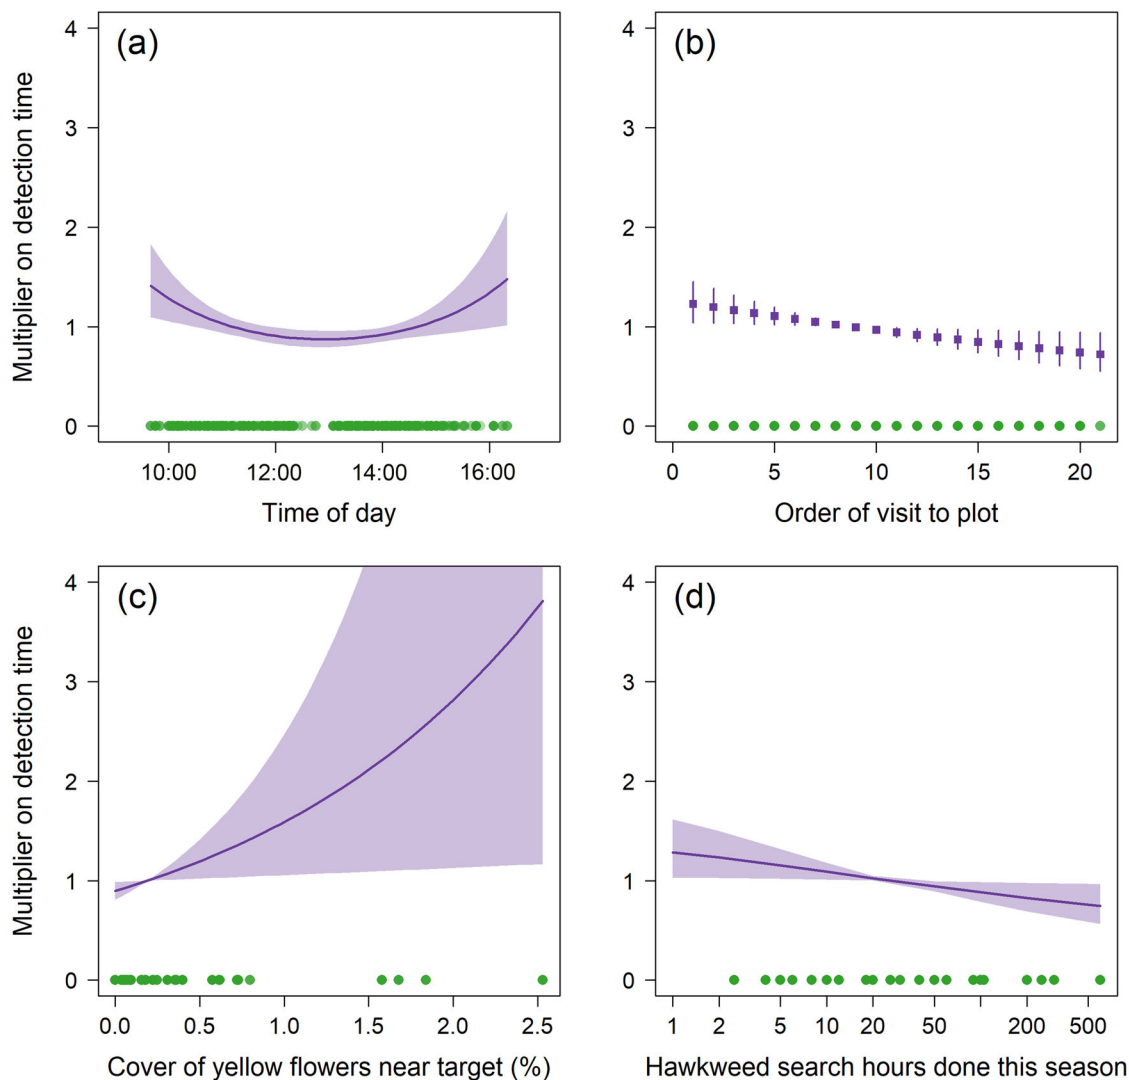 (a)
Multiplier on detection time
4
3
2
1
0
10:00 12:00 14:00 16:00
Time of day
(b)
4
3
2
1
0
0 5 10 15 20
Order of visit to plot
(c)
Multiplier on detection time
4
3
2
1
0
0.0 0.5 1.0 1.5 2.0 2.5
Cover of yellow flowers near target (%)
(d)
4
3
2
1
0
1 2 5 10 20 50 200 500
Hawkweed search hours done this season